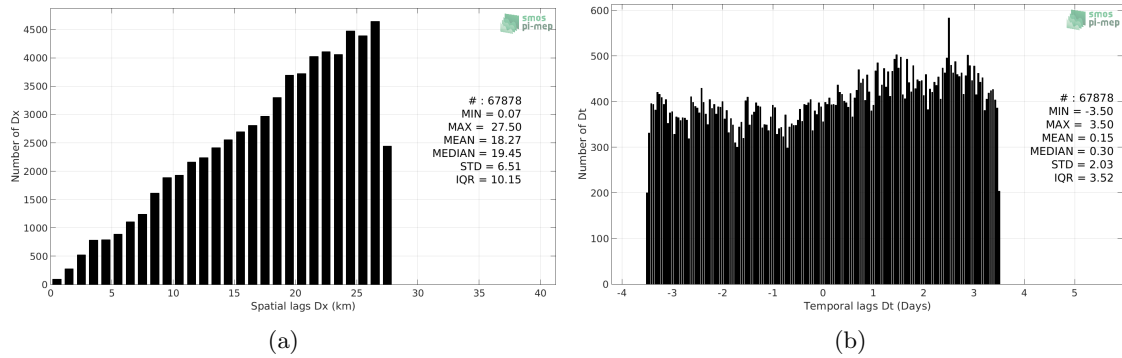 4500
4000
3500
3000
2500
2000
1500
1000
500
0
Number of Dx
0 5 10 15 20 25 30 35 40
Spatial lags Dx (km)
smos
pi-mep
# : 67878
MIN = 0.07
MAX = 27.50
MEAN = 18.27
MEDIAN = 19.45
STD = 6.51
IQR = 10.15
(a)
600
500
400
300
200
100
0
Number of Dt
-4 -3 -2 -1 0 1 2 3 4 5
Temporal lags Dt (Days)
smos
pi-mep
# : 67878
MIN = -3.50
MAX = 3.50
MEAN = 0.15
MEDIAN = 0.30
STD = 2.03
IQR = 3.52
(b)